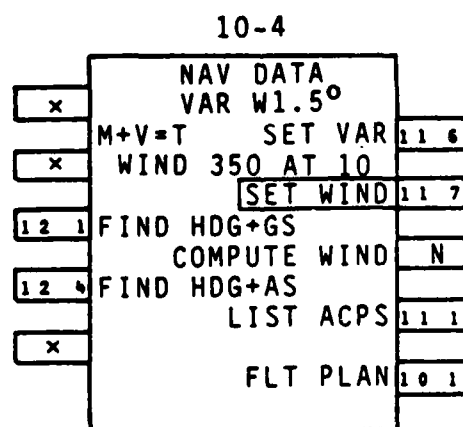 10-4
NAV DATA
x VAR W1.5°
M+V=T SET VAR 11 6
x WIND 350 AT 10
SET WIND 11 7
12 1 FIND HDG+GS
COMPUTE WIND N
12 4 FIND HDG+AS
LIST ACPS 11 1
x
FLT PLAN 10 1